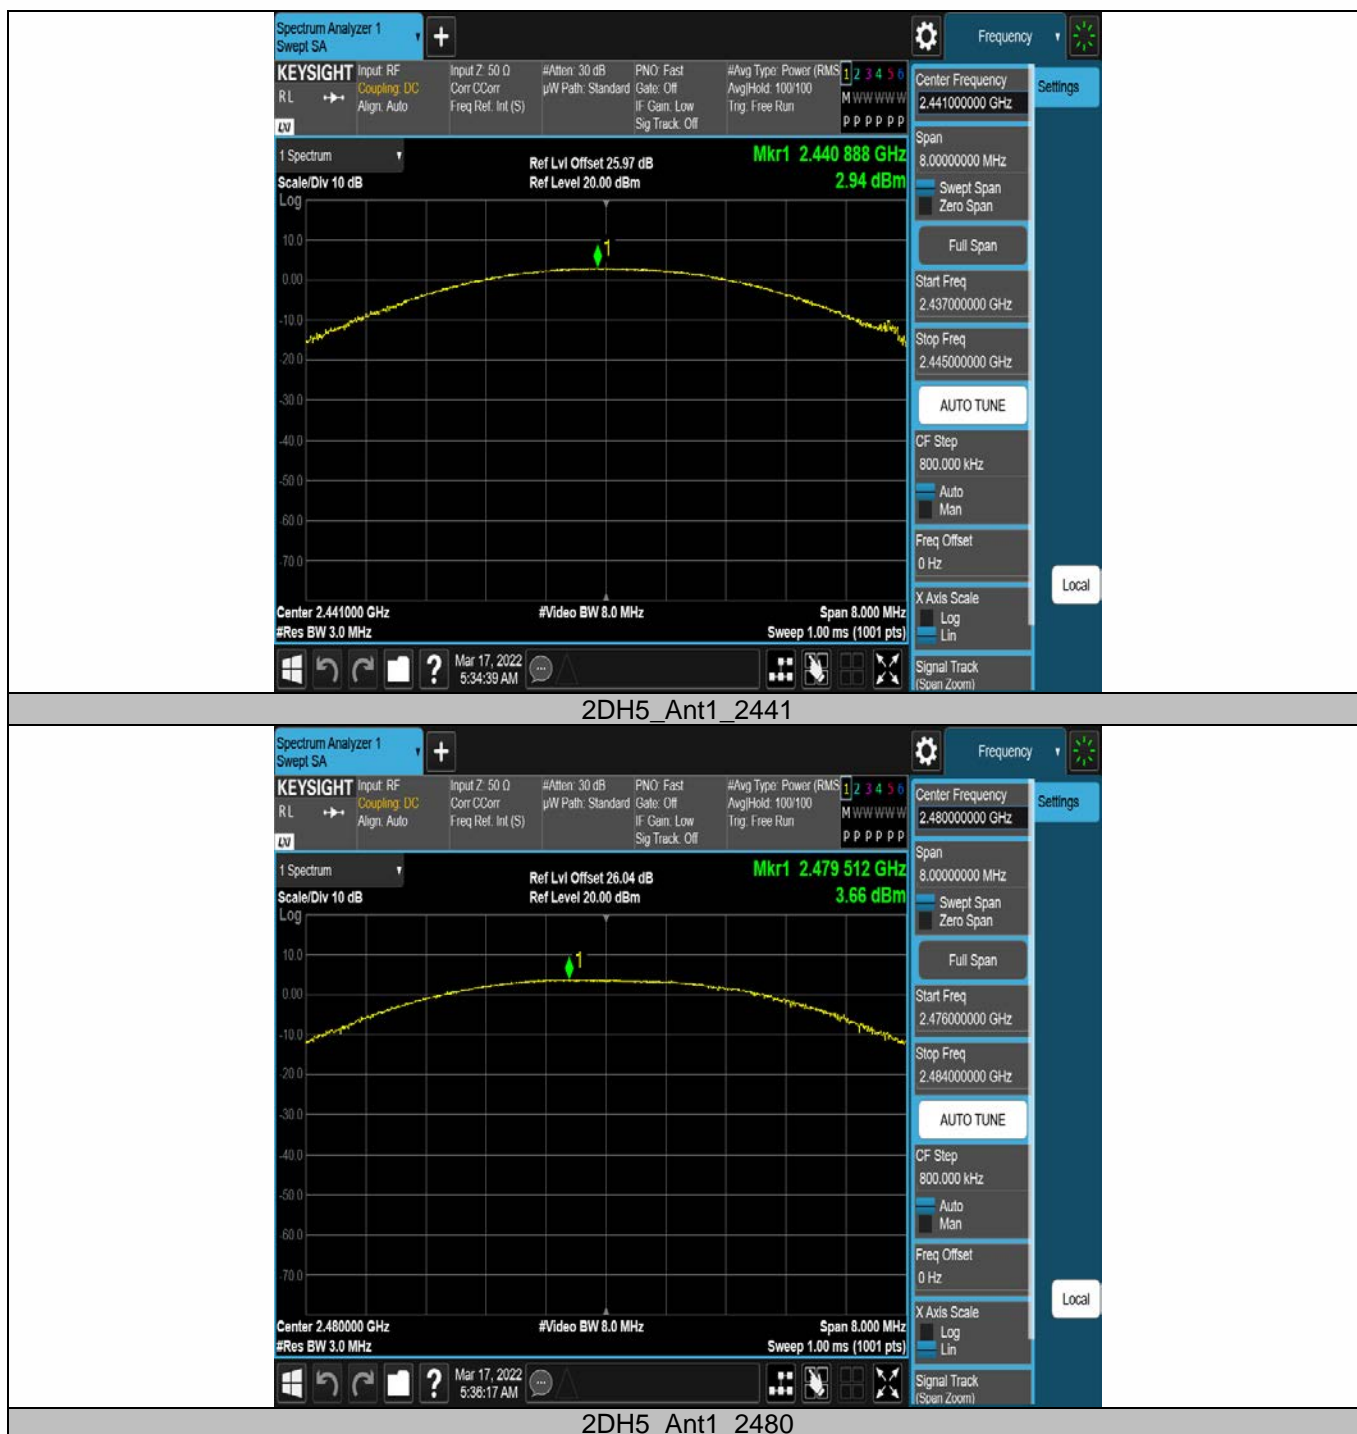 Spectrum Analyzer 1
Swept SA
+
Frequency
KEYSIGHT
RL
LXI
Input: RF
Coupling: DC
Align: Auto
Input Z: 50 Ω
Corr CCorr
Freq Ref: Int (S)
#Atten: 30 dB
µW Path: Standard
PNO: Fast
Gate: Off
IF Gain: Low
Sig Track: Off
#Avg Type: Power (RMS
Avg|Hold: 100/100
Trig: Free Run
1 2 3 4 5 6
M W W W W W
P P P P P P
1 Spectrum
Scale/Div 10 dB
Ref Lvl Offset 25.97 dB
Ref Level 20.00 dBm
Mkr1 2.440 888 GHz
2.94 dBm
Log
10.0
0.00
-10.0
-20.0
-30.0
-40.0
-50.0
-60.0
-70.0
1
Center 2.441000 GHz
#Res BW 3.0 MHz
#Video BW 8.0 MHz
Span 8.000 MHz
Sweep 1.00 ms (1001 pts)
?
Mar 17, 2022
5:34:39 AM
Center Frequency
2.441000000 GHz
Settings
Span
8.00000000 MHz
Swept Span
Zero Span
Full Span
Start Freq
2.437000000 GHz
Stop Freq
2.445000000 GHz
AUTO TUNE
CF Step
800.000 kHz
Auto
Man
Freq Offset
0 Hz
X Axis Scale
Log
Lin
Local
Signal Track
(Span Zoom)
2DH5_Ant1_2441
Spectrum Analyzer 1
Swept SA
+
Frequency
KEYSIGHT
RL
LXI
Input: RF
Coupling: DC
Align: Auto
Input Z: 50 Ω
Corr CCorr
Freq Ref: Int (S)
#Atten: 30 dB
µW Path: Standard
PNO: Fast
Gate: Off
IF Gain: Low
Sig Track: Off
#Avg Type: Power (RMS
Avg|Hold: 100/100
Trig: Free Run
1 2 3 4 5 6
M W W W W W
P P P P P P
1 Spectrum
Scale/Div 10 dB
Ref Lvl Offset 26.04 dB
Ref Level 20.00 dBm
Mkr1 2.479 512 GHz
3.66 dBm
Log
10.0
0.00
-10.0
-20.0
-30.0
-40.0
-50.0
-60.0
-70.0
1
Center 2.480000 GHz
#Res BW 3.0 MHz
#Video BW 8.0 MHz
Span 8.000 MHz
Sweep 1.00 ms (1001 pts)
?
Mar 17, 2022
5:36:17 AM
Center Frequency
2.480000000 GHz
Settings
Span
8.00000000 MHz
Swept Span
Zero Span
Full Span
Start Freq
2.476000000 GHz
Stop Freq
2.484000000 GHz
AUTO TUNE
CF Step
800.000 kHz
Auto
Man
Freq Offset
0 Hz
X Axis Scale
Log
Lin
Local
Signal Track
(Span Zoom)
2DH5_Ant1_2480